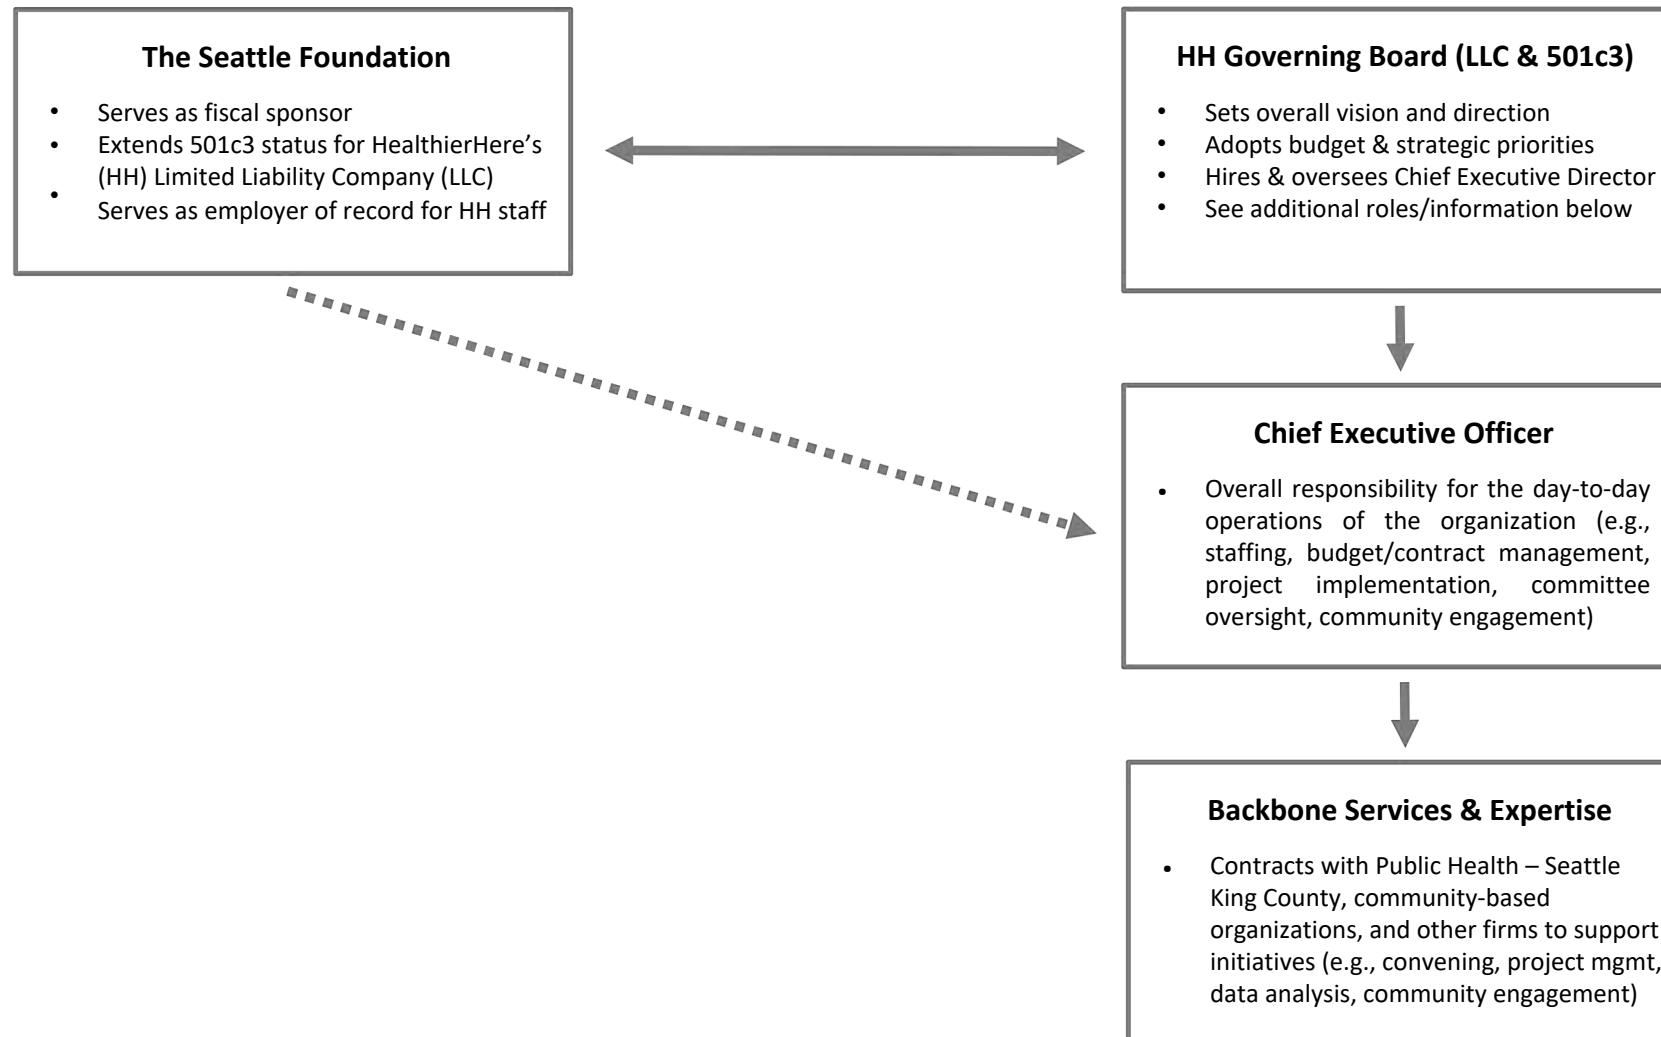 The Seattle Foundation
• Serves as fiscal sponsor
• Extends 501c3 status for HealthierHere’s
(HH) Limited Liability Company (LLC)
• Serves as employer of record for HH staff
HH Governing Board (LLC & 501c3)
• Sets overall vision and direction
• Adopts budget & strategic priorities
• Hires & oversees Chief Executive Director
• See additional roles/information below
Chief Executive Officer
• Overall responsibility for the day-to-day
operations of the organization (e.g.,
staffing, budget/contract management,
project implementation, committee
oversight, community engagement)
Backbone Services & Expertise
• Contracts with Public Health – Seattle
King County, community-based
organizations, and other firms to support
initiatives (e.g., convening, project mgmt,
data analysis, community engagement)